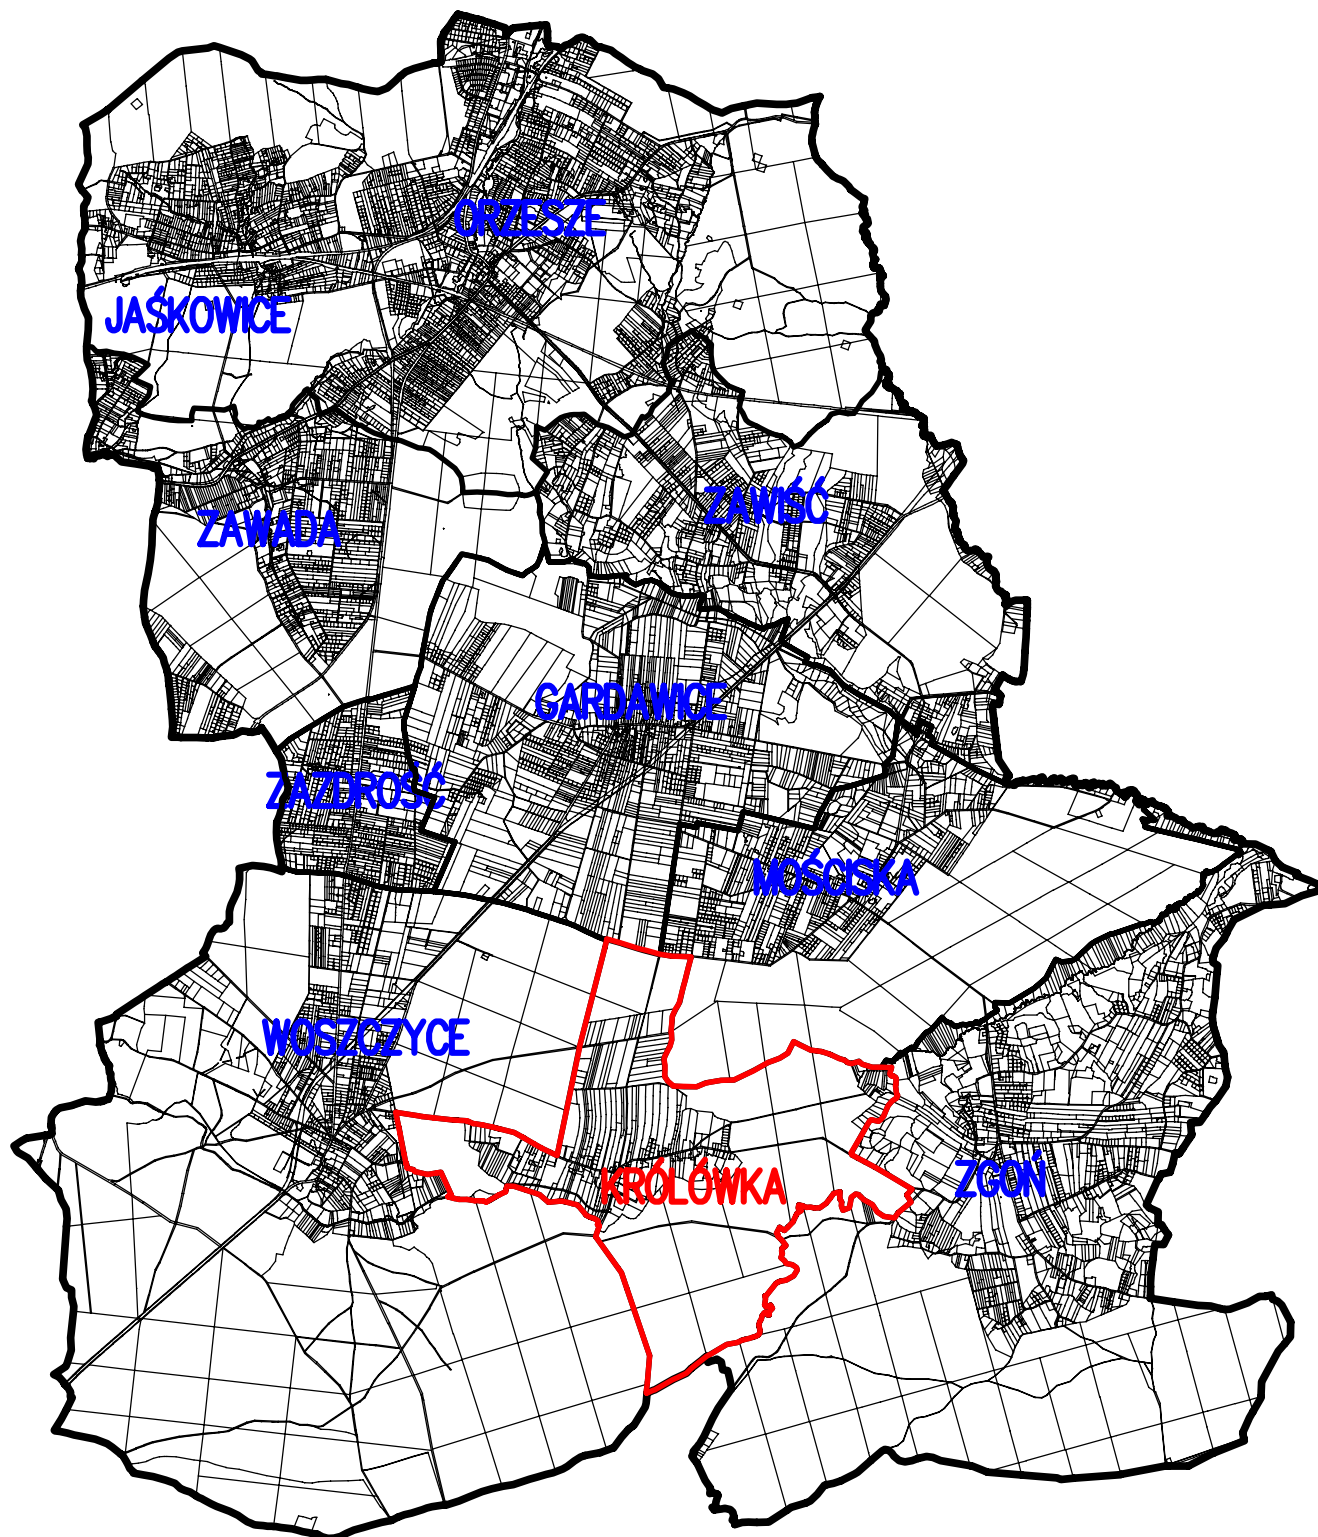 ORZESZE
JAŚKOWICE
ZAWIŚĆ
ZAWADA
GARDAWICE
ZAZDROŚĆ
MOŚCISKA
WOSZCZYCE
ZGOŃ
KRÓLÓWKA